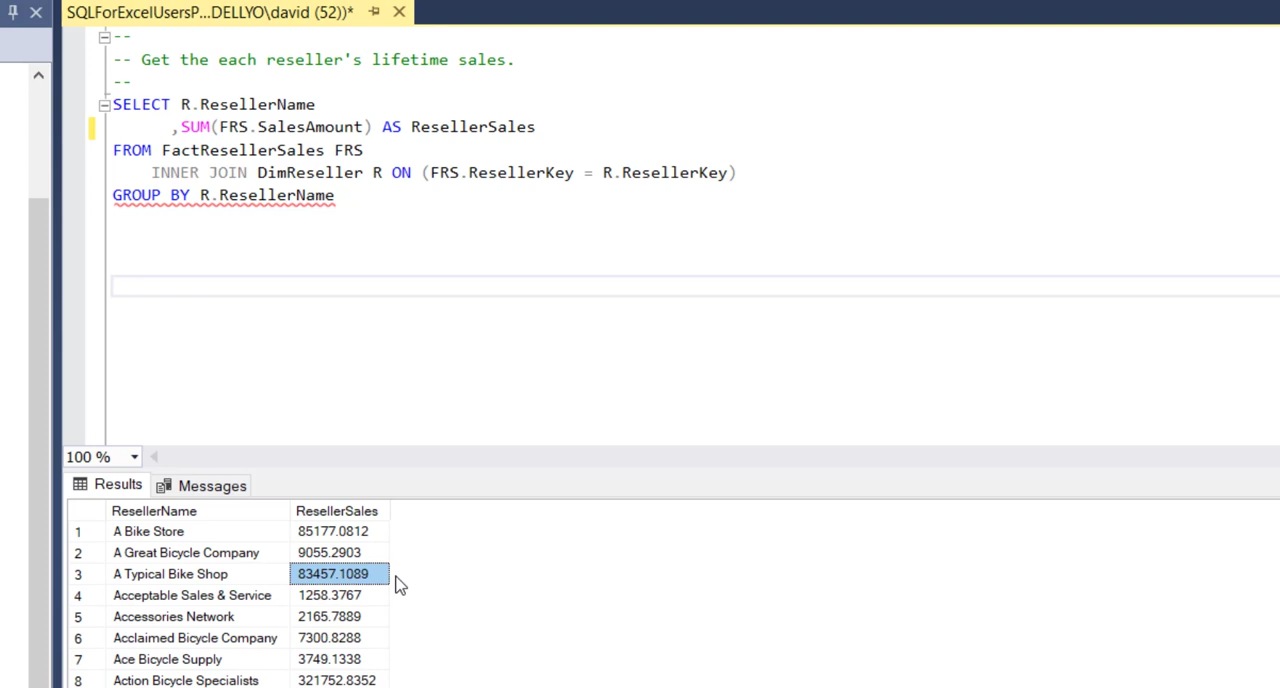 SQLForExcelUsersP...DELLYO\david (52))*
--
-- Get the each reseller's lifetime sales.
--
SELECT R.ResellerName
,SUM(FRS.SalesAmount) AS ResellerSales
FROM FactResellerSales FRS
INNER JOIN DimReseller R ON (FRS.ResellerKey = R.ResellerKey)
GROUP BY R.ResellerName
100 %
Results Messages
ResellerName ResellerSales
1 A Bike Store 85177.0812
2 A Great Bicycle Company 9055.2903
3 A Typical Bike Shop 83457.1089
4 Acceptable Sales & Service 1258.3767
5 Accessories Network 2165.7889
6 Acclaimed Bicycle Company 7300.8288
7 Ace Bicycle Supply 3749.1338
8 Action Bicycle Specialists 321752.8352